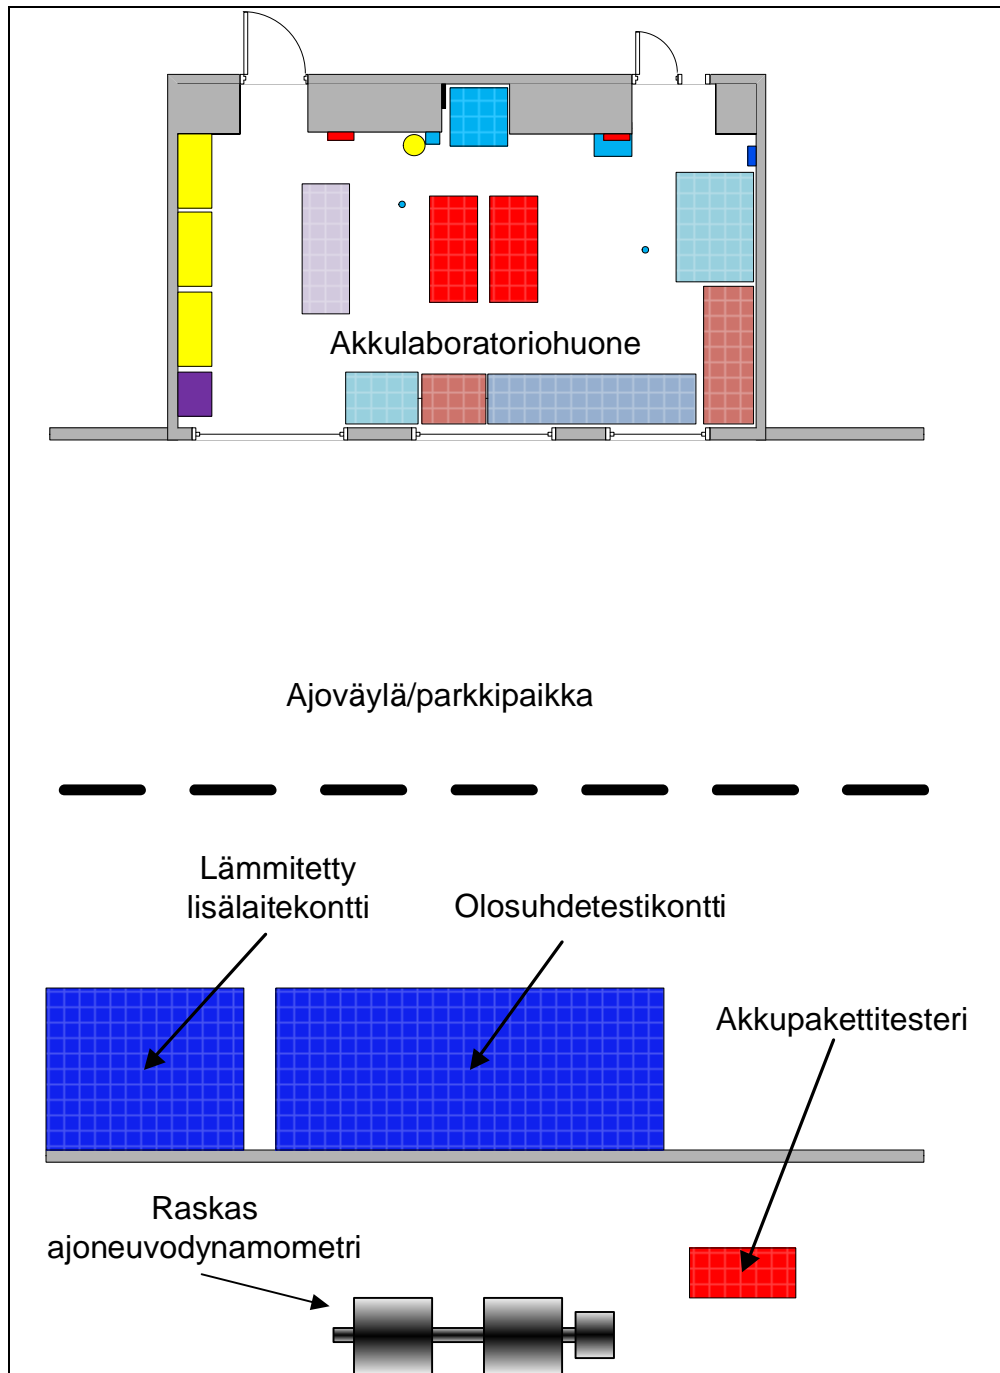 Akkulaboratoriohuone
Ajoväylä/parkkipaikka
Lämmitetty
lisälaitekontti
Olosuhdetestikontti
Akkupakettitesteri
Raskas
ajoneuvodynamometri